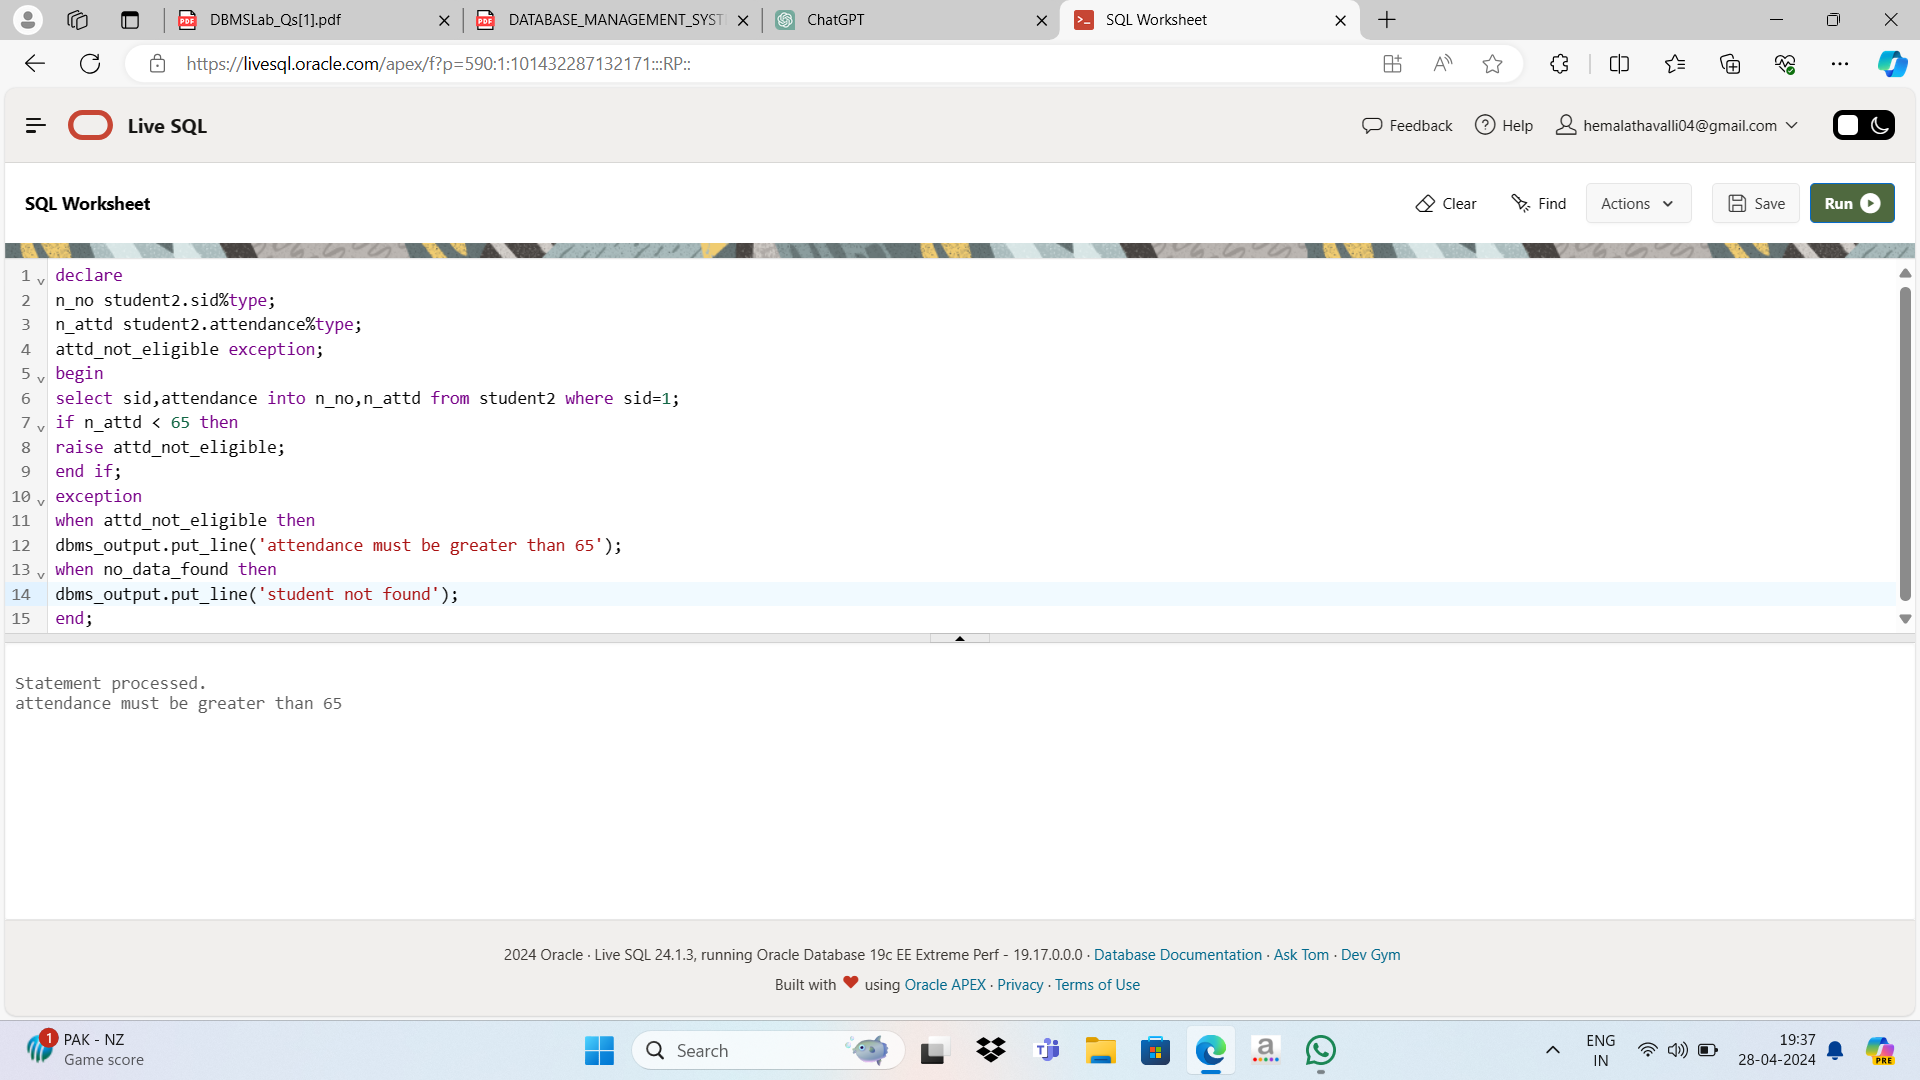 DBMSLab_Qs[1].pdf
DATABASE_MANAGEMENT_SYST
ChatGPT
SQL Worksheet
https://livesql.oracle.com/apex/f?p=590:1:101432287132171:::RP::
Live SQL
Feedback
Help
hemalathavalli04@gmail.com
SQL Worksheet
Clear
Find
Actions
Save
Run
1 declare
2 n_no student2.sid%type;
3 n_attd student2.attendance%type;
4 attd_not_eligible exception;
5 begin
6 select sid,attendance into n_no,n_attd from student2 where sid=1;
7 if n_attd < 65 then
8 raise attd_not_eligible;
9 end if;
10 exception
11 when attd_not_eligible then
12 dbms_output.put_line('attendance must be greater than 65');
13 when no_data_found then
14 dbms_output.put_line('student not found');
15 end;
Statement processed.
attendance must be greater than 65
2024 Oracle · Live SQL 24.1.3, running Oracle Database 19c EE Extreme Perf - 19.17.0.0.0 · Database Documentation · Ask Tom · Dev Gym
Built with ❤ using Oracle APEX · Privacy · Terms of Use
1
PAK - NZ
Game score
Search
a
ENG
IN
19:37
28-04-2024
PRE